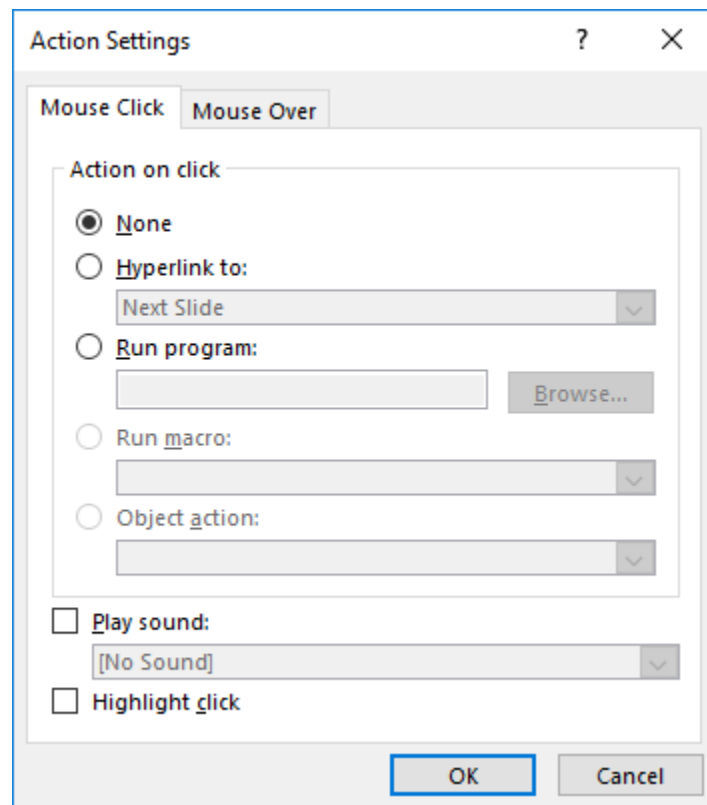 Action Settings ?
Mouse Click Mouse Over
Action on click
None
Hyperlink to:
Next Slide
Run program:
Browse...
Run macro:
Object action:
Play sound:
[No Sound]
Highlight click
OK Cancel